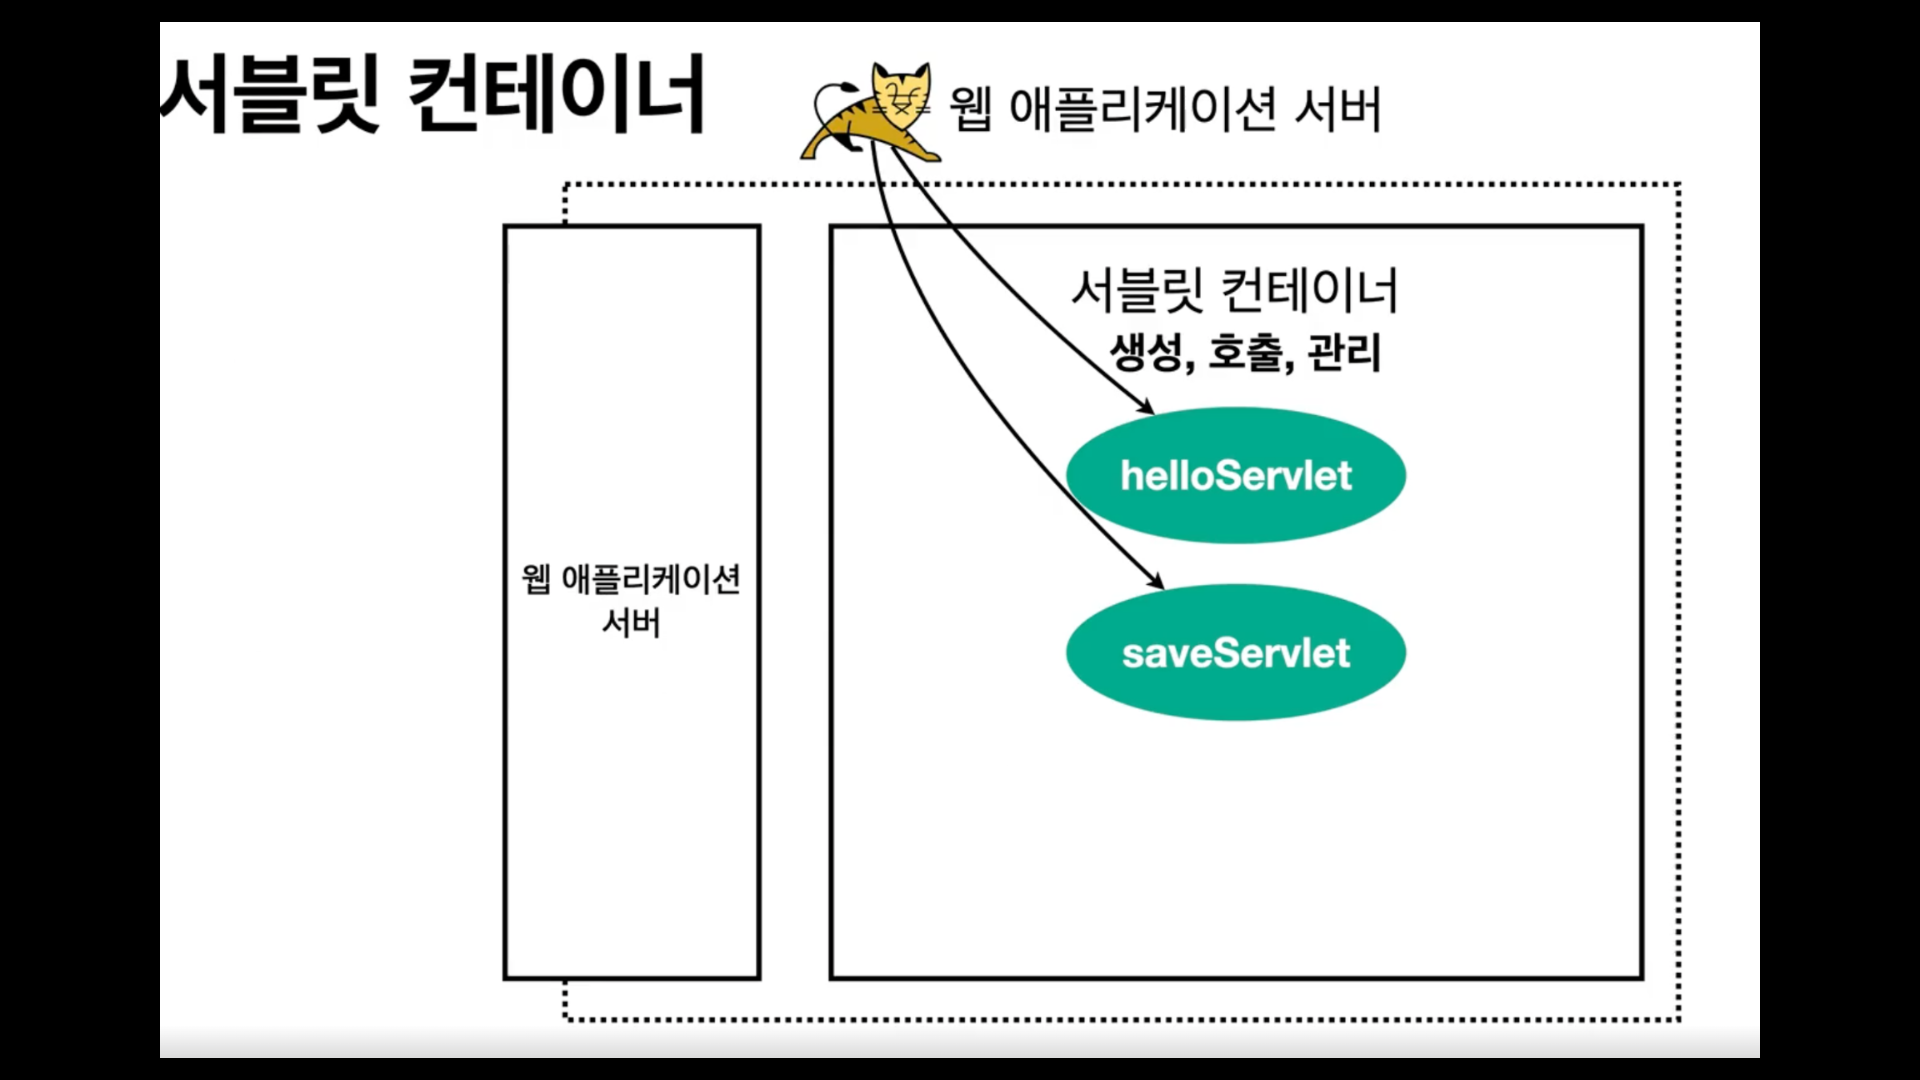 서블릿 컨테이너
웹 애플리케이션 서버
서블릿 컨테이너
생성, 호출, 관리
helloServlet
saveServlet
웹 애플리케이션
서버